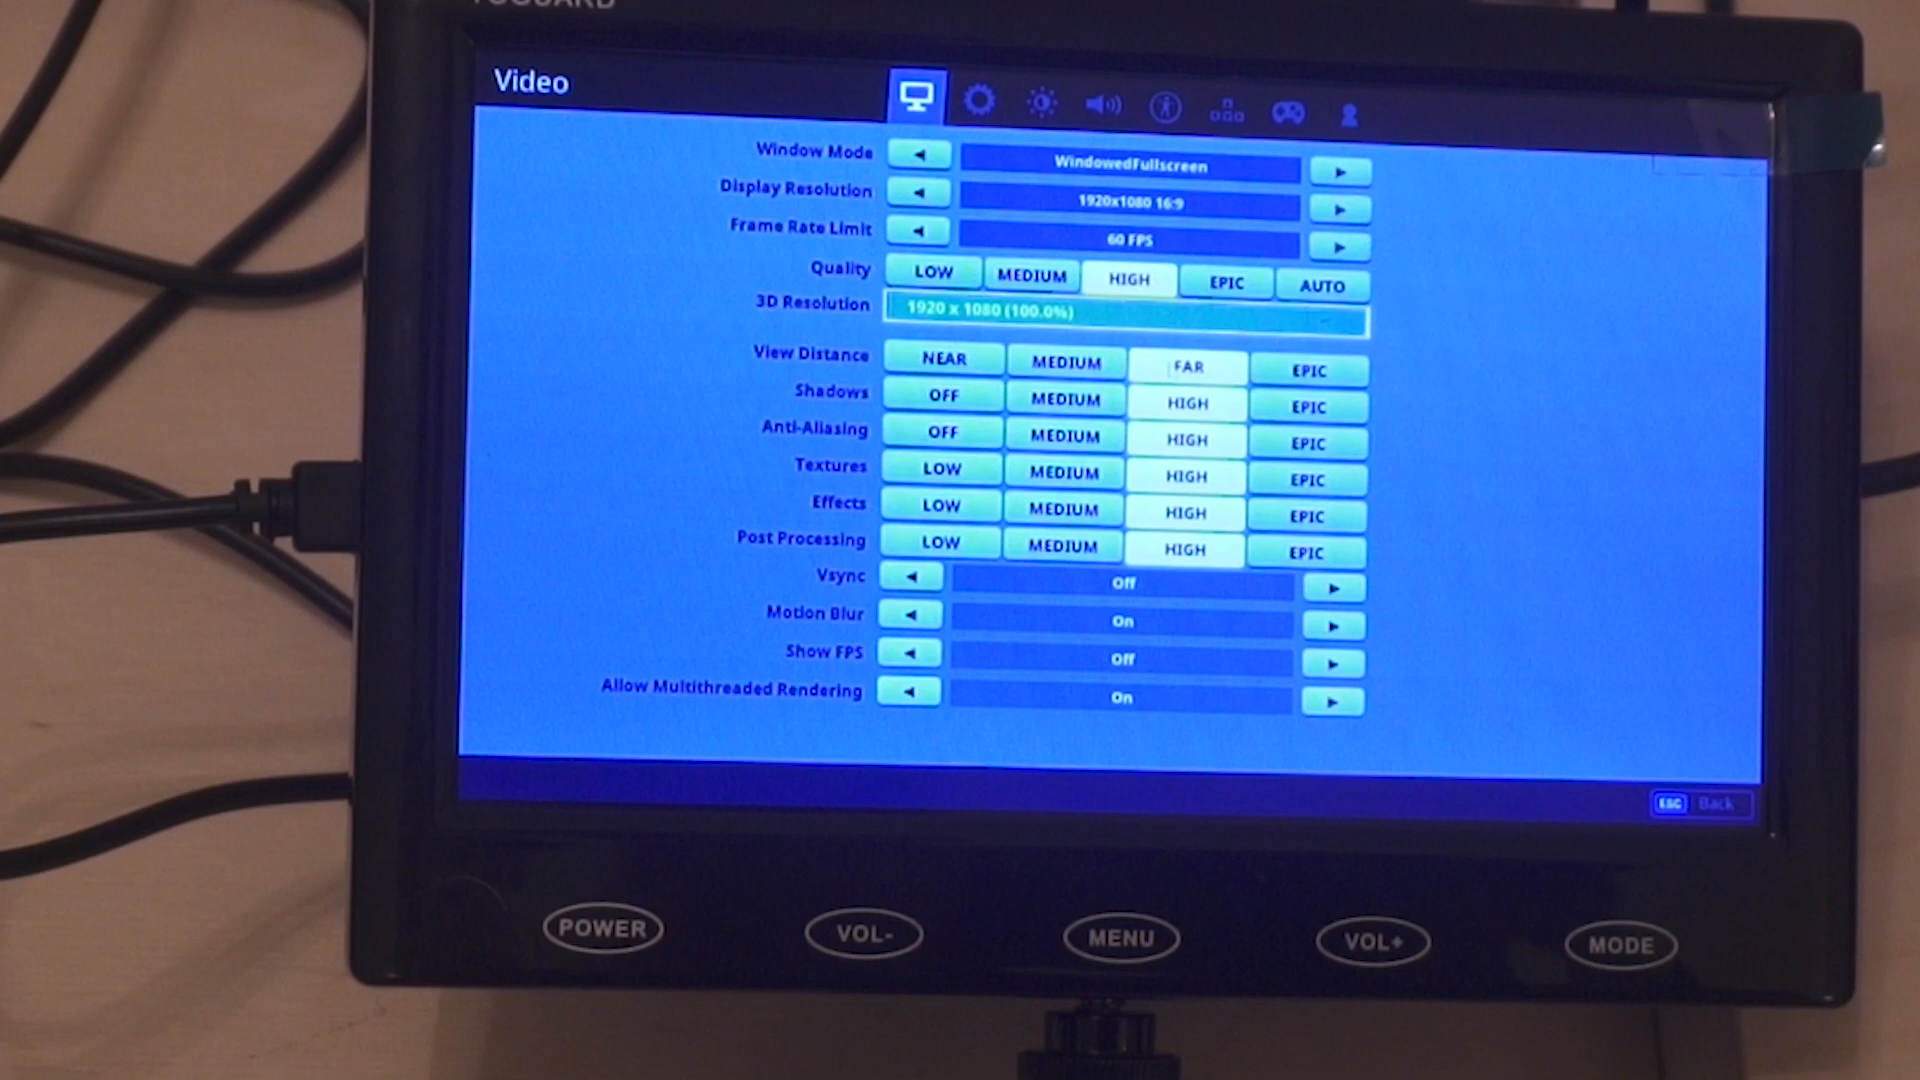 Video
Window Mode ◄ WindowedFullscreen ►
Display Resolution ◄ 1920x1080 16:9 ►
Frame Rate Limit ◄ 60 FPS ►
Quality LOW MEDIUM HIGH EPIC AUTO
3D Resolution 1920 x 1080 (100.0%)
View Distance NEAR MEDIUM FAR EPIC
Shadows OFF MEDIUM HIGH EPIC
Anti-Aliasing OFF MEDIUM HIGH EPIC
Textures LOW MEDIUM HIGH EPIC
Effects LOW MEDIUM HIGH EPIC
Post Processing LOW MEDIUM HIGH EPIC
Vsync ◄ Off ►
Motion Blur ◄ On ►
Show FPS ◄ Off ►
Allow Multithreaded Rendering ◄ On ►
ESC Back
POWER VOL- MENU VOL+ MODE